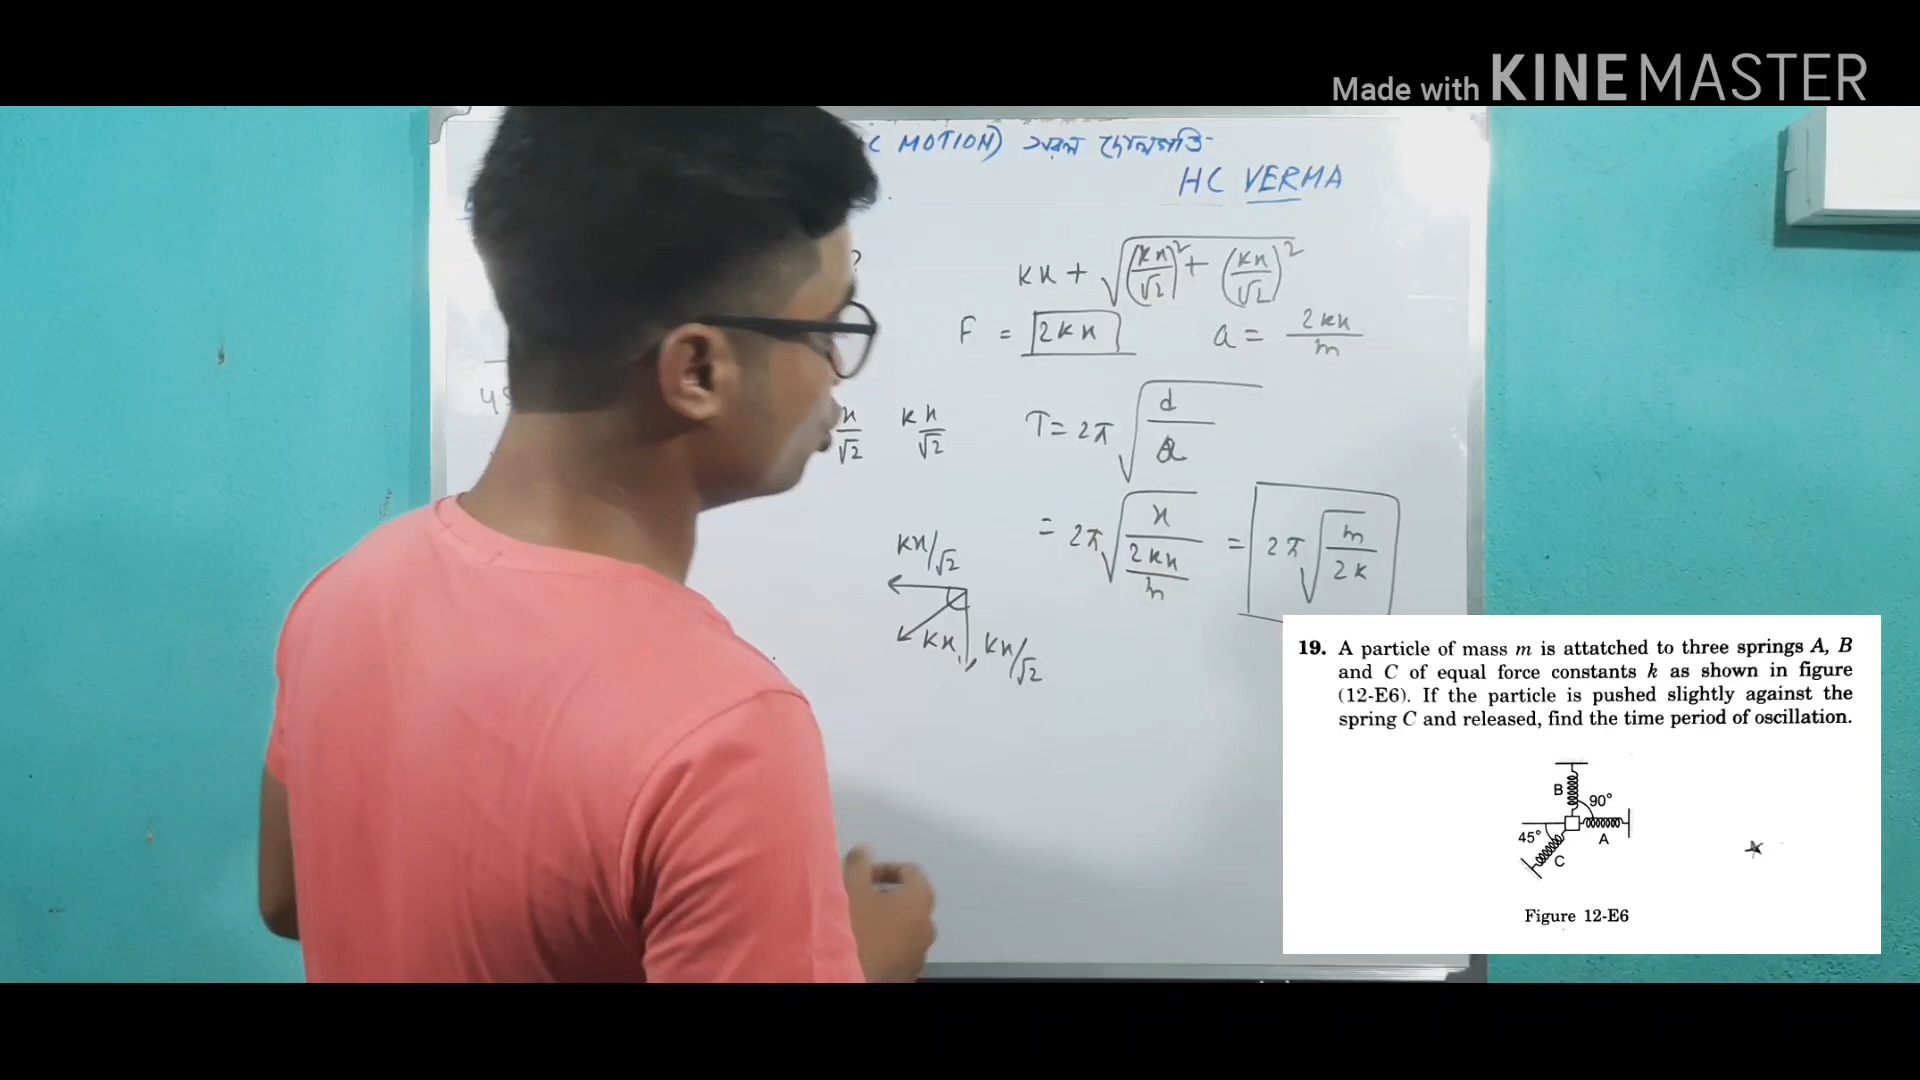 Made with KINEMASTER
C MOTION) সরল দোলগতি
HC VERMA
?
kx + √(kx/√2)² + (kx/√2)²
F = 2kx
a = 2kx/m
45
x/√2 k x/√2
T = 2π √d/a
= 2π √x/2kx/m = 2π √m/2k
kx/√2
kx
kx/√2
19. A particle of mass m is attatched to three springs A, B
and C of equal force constants k as shown in figure
(12-E6). If the particle is pushed slightly against the
spring C and released, find the time period of oscillation.
B
90°
45°
A
C
Figure 12-E6